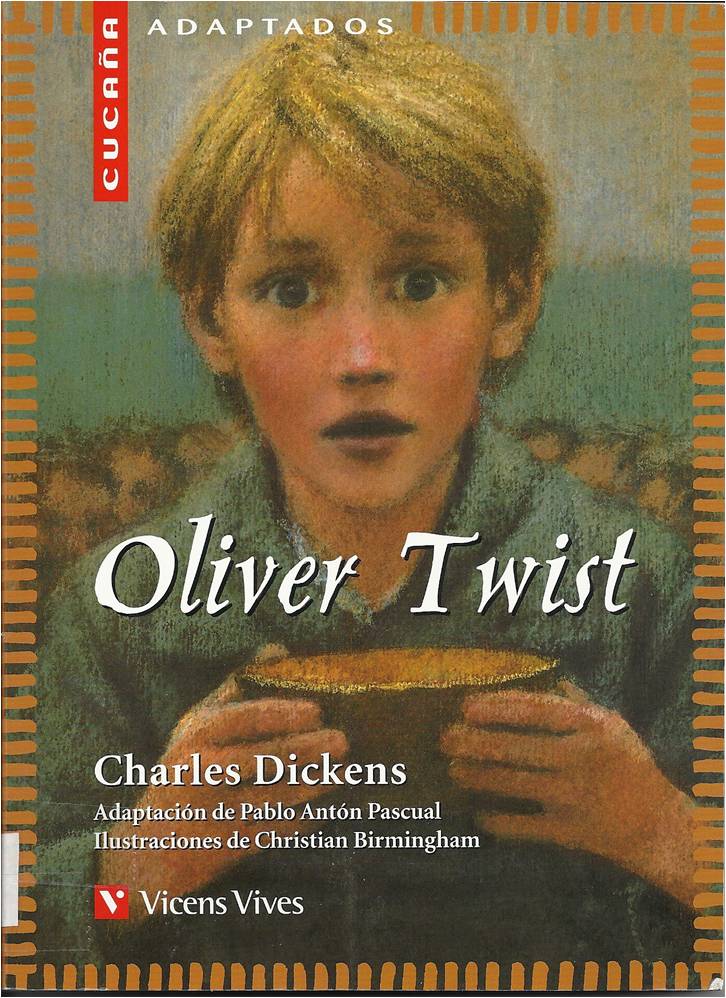 CUCAÑA
ADAPTADOS
Oliver Twist
Charles Dickens
Adaptación de Pablo Antón Pascual
Ilustraciones de Christian Birmingham
V Vicens Vives